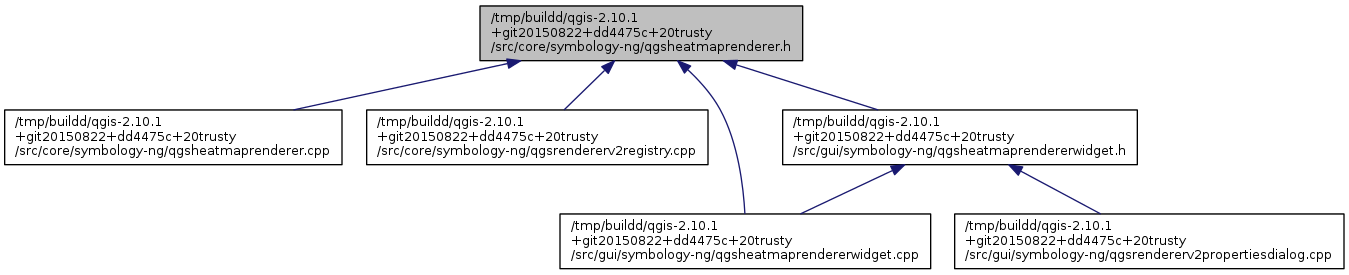 /tmp/buildd/qgis-2.10.1
+git20150822+dd4475c+20trusty
/src/core/symbology-ng/qgsheatmaprenderer.h
/tmp/buildd/qgis-2.10.1
+git20150822+dd4475c+20trusty
/src/core/symbology-ng/qgsheatmaprenderer.cpp
/tmp/buildd/qgis-2.10.1
+git20150822+dd4475c+20trusty
/src/core/symbology-ng/qgsrendererv2registry.cpp
/tmp/buildd/qgis-2.10.1
+git20150822+dd4475c+20trusty
/src/gui/symbology-ng/qgsheatmaprendererwidget.h
/tmp/buildd/qgis-2.10.1
+git20150822+dd4475c+20trusty
/src/gui/symbology-ng/qgsheatmaprendererwidget.cpp
/tmp/buildd/qgis-2.10.1
+git20150822+dd4475c+20trusty
/src/gui/symbology-ng/qgsrendererv2propertiesdialog.cpp